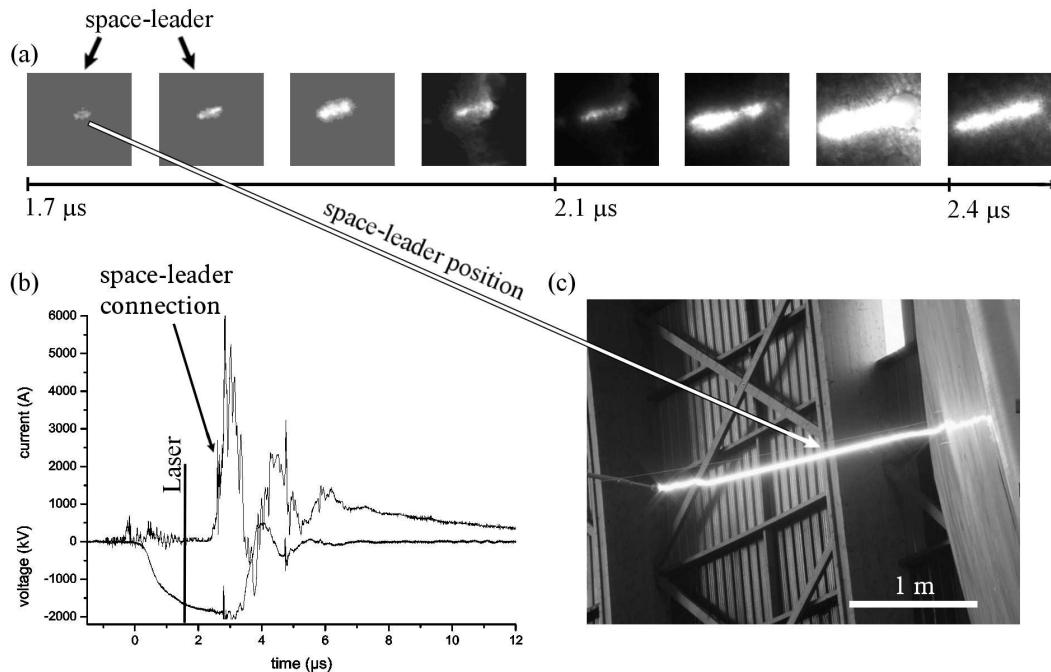 space-leader
(a)
1.7 µs
2.1 µs
2.4 µs
space-leader position
(b)
space-leader
connection
(c)
6000
5000
4000
3000
2000
1000
0
-1000
-2000
current (A)
voltage (kV)
Laser
0
2
4
6
8
10
12
time (µs)
1 m